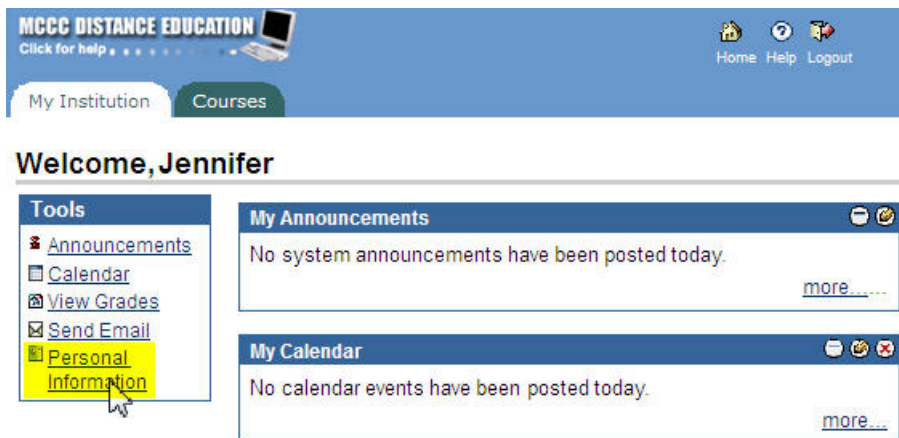 MCCC DISTANCE EDUCATION
Click for help
Home Help Logout
My Institution
Courses
Welcome, Jennifer
Tools
Announcements
Calendar
View Grades
Send Email
Personal
Information
My Announcements
No system announcements have been posted today.
more......
My Calendar
No calendar events have been posted today.
more...